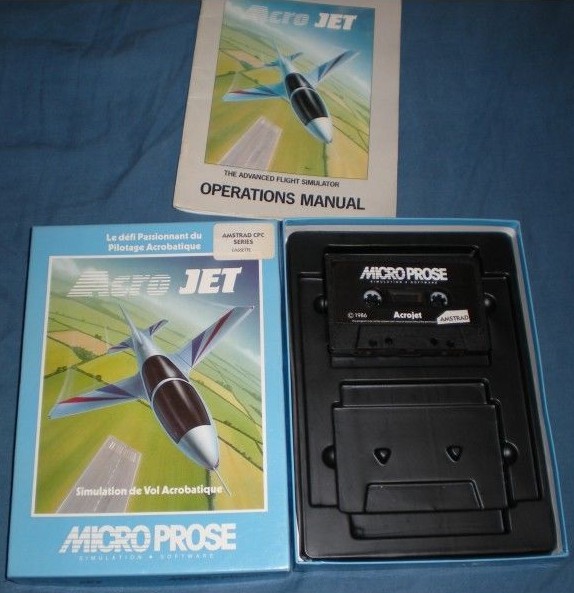 Acro JET
THE ADVANCED FLIGHT SIMULATOR
OPERATIONS MANUAL
Le défi Passionnant du
Pilotage Acrobatique
AMSTRAD CPC
SERIES
CASSETTE
Acro JET
Simulation de Vol Acrobatique
MICRO PROSE
SIMULATION • SOFTWARE
MICRO PROSE
SIMULATION • SOFTWARE
© 1986
Acrojet
AMSTRAD